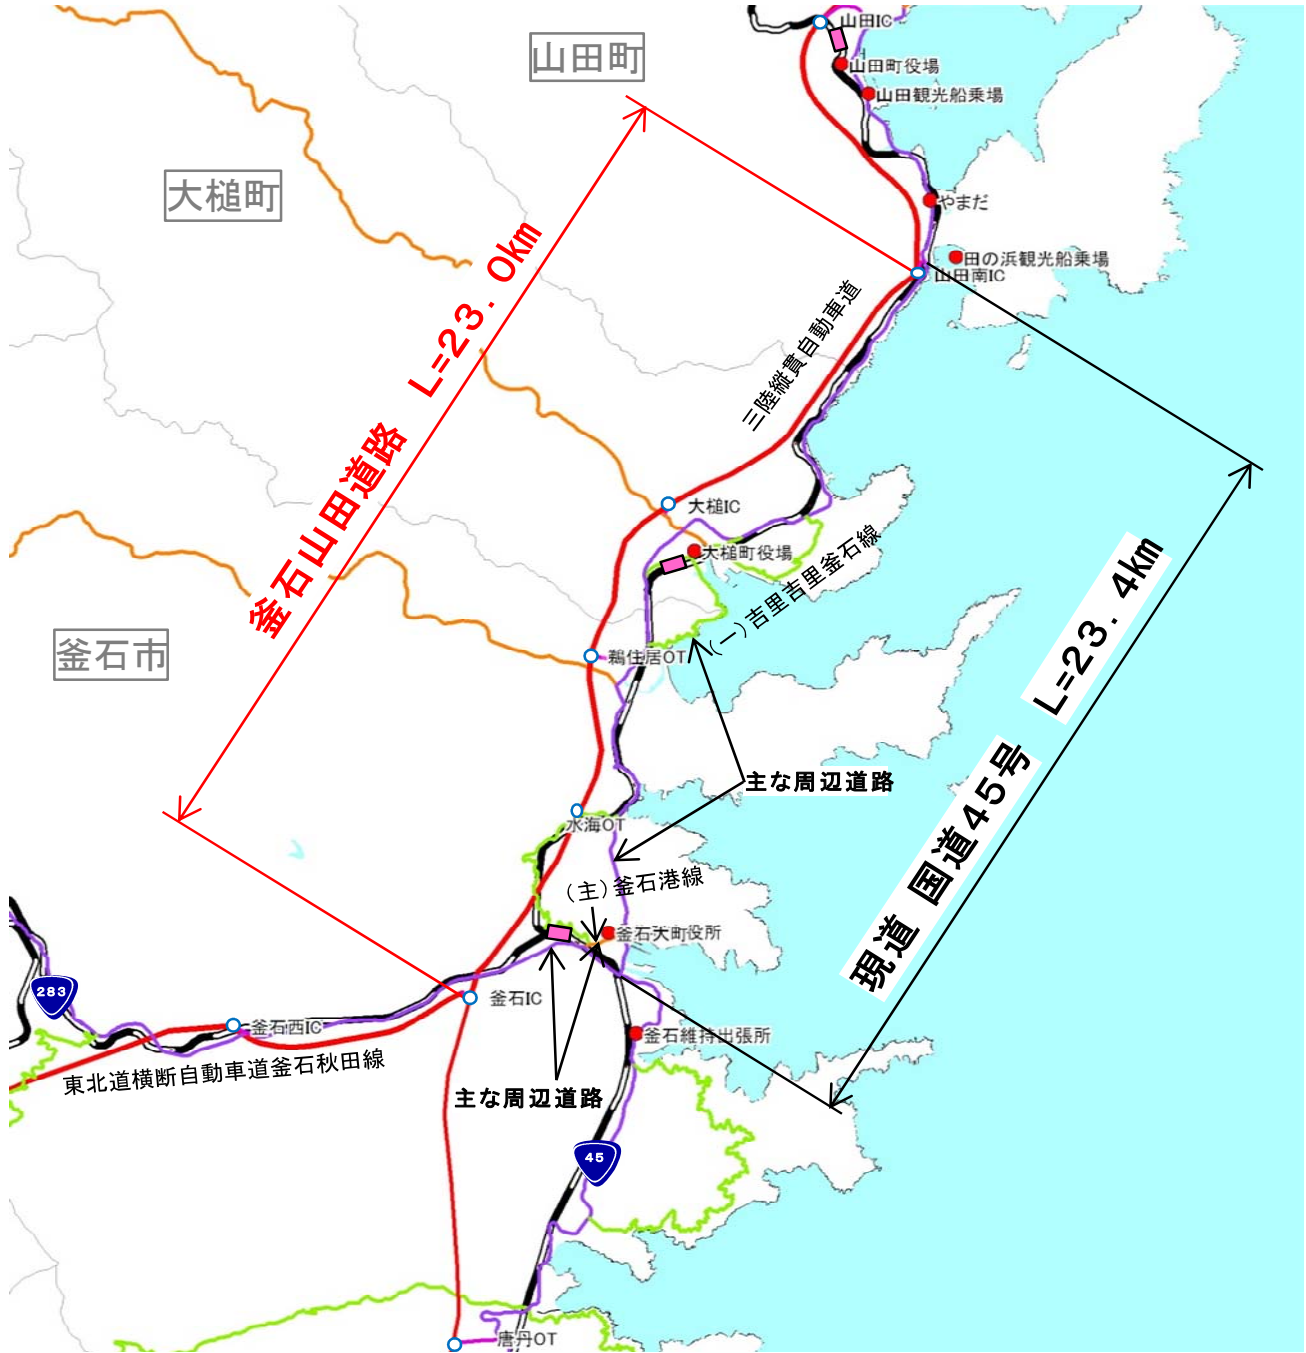 山田IC
山田町
山田町役場
山田観光船乗場
大槌町
やまだ
田の浜観光船乗場
山田南IC
釜石山田道路 L=23.0km
三陸縦貫自動車道
大槌IC
大槌町役場
(一)吉里吉里釜石線
釜石市
鵜住居OT
現道 国道45号 L=23.4km
主な周辺道路
水海OT
(主)釜石港線
釜石大町役所
283
釜石IC
釜石西IC
釜石維持出張所
東北道横断自動車道釜石秋田線
主な周辺道路
45
唐丹OT